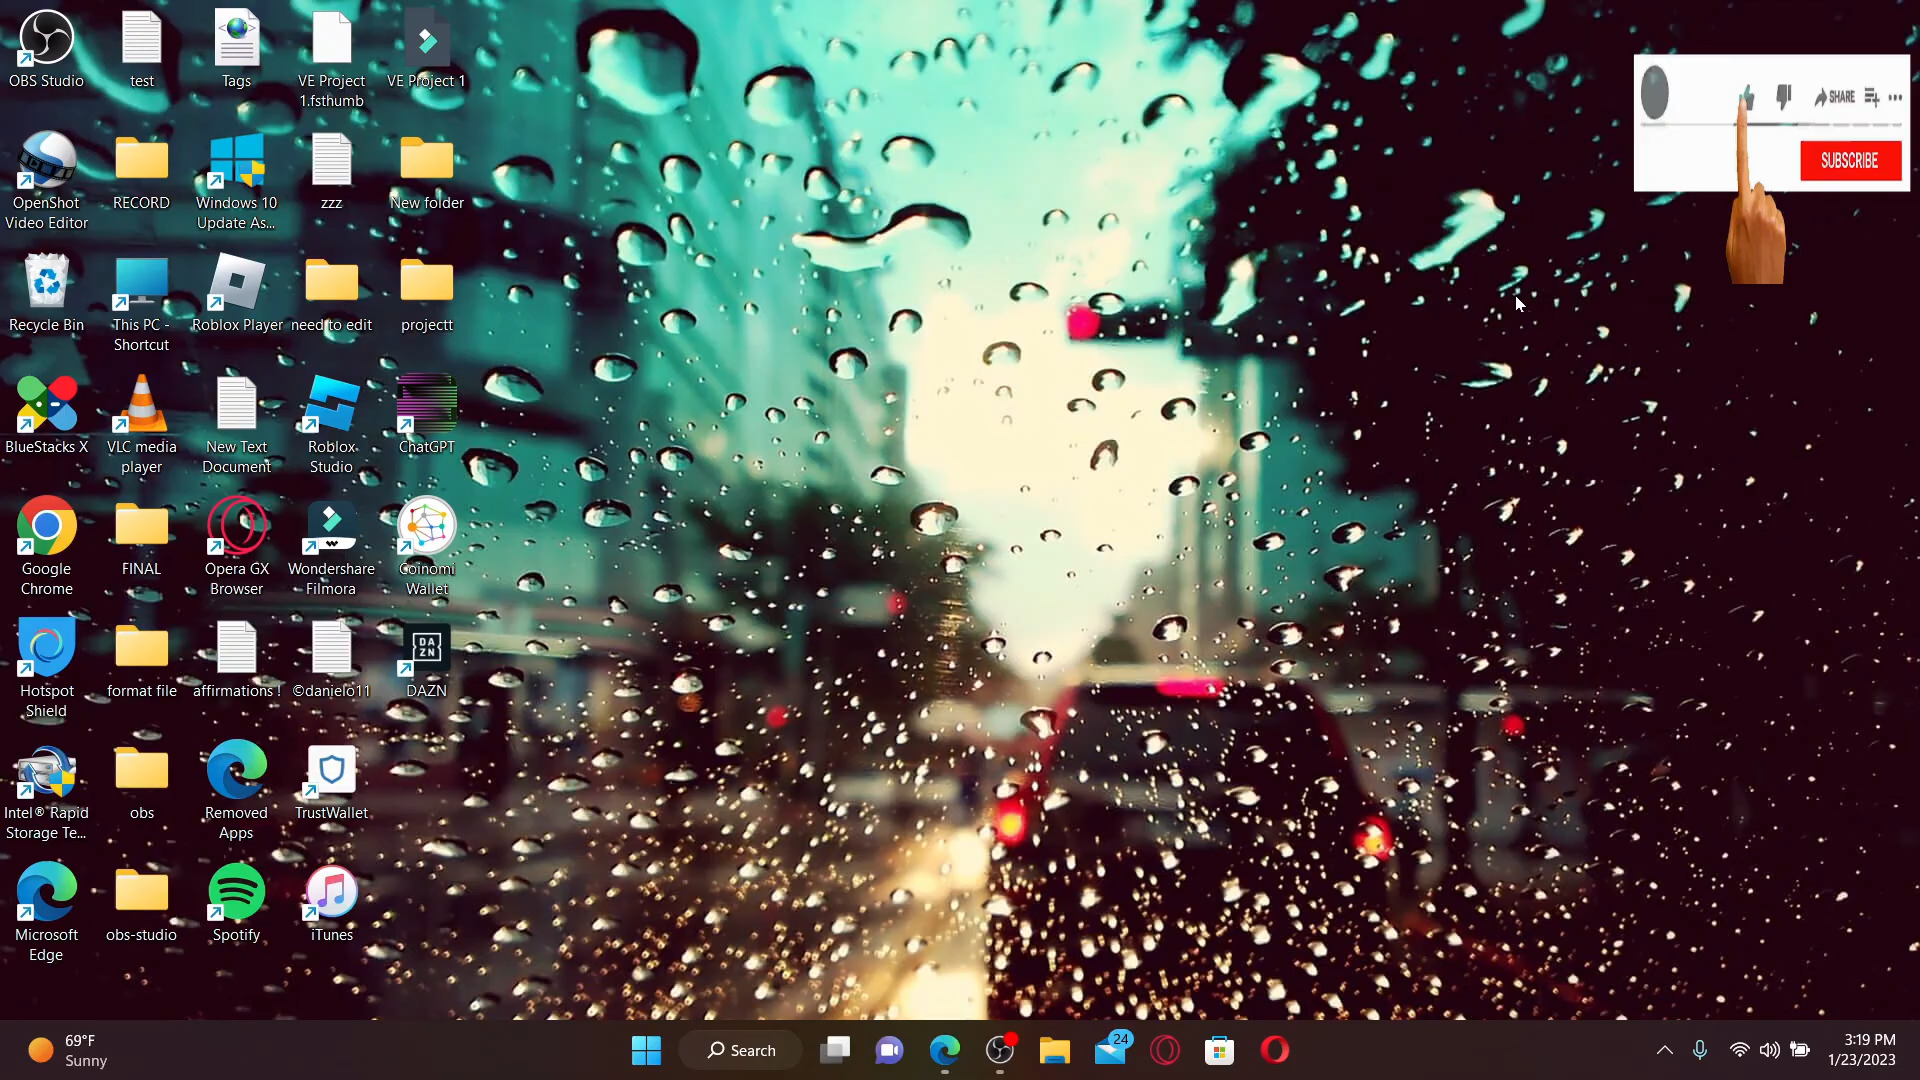 OBS Studio
test
Tags
VE Project
1.fsthumb
VE Project 1
OpenShot
Video Editor
RECORD
Windows 10
Update As...
zzz
New folder
Recycle Bin
This PC -
Shortcut
Roblox Player
need to edit
projectt
BlueStacks X
VLC media
player
New Text
Document
Roblox
Studio
ChatGPT
Google
Chrome
FINAL
Opera GX
Browser
Wondershare
Filmora
Coinomi
Wallet
Hotspot
Shield
format file
affirmations !
©danielo11
DA
ZN
DAZN
Intel® Rapid
Storage Te...
obs
Removed
Apps
TrustWallet
Microsoft
Edge
obs-studio
Spotify
iTunes
SHARE
SUBSCRIBE
69°F
Sunny
Search
24
3:19 PM
1/23/2023